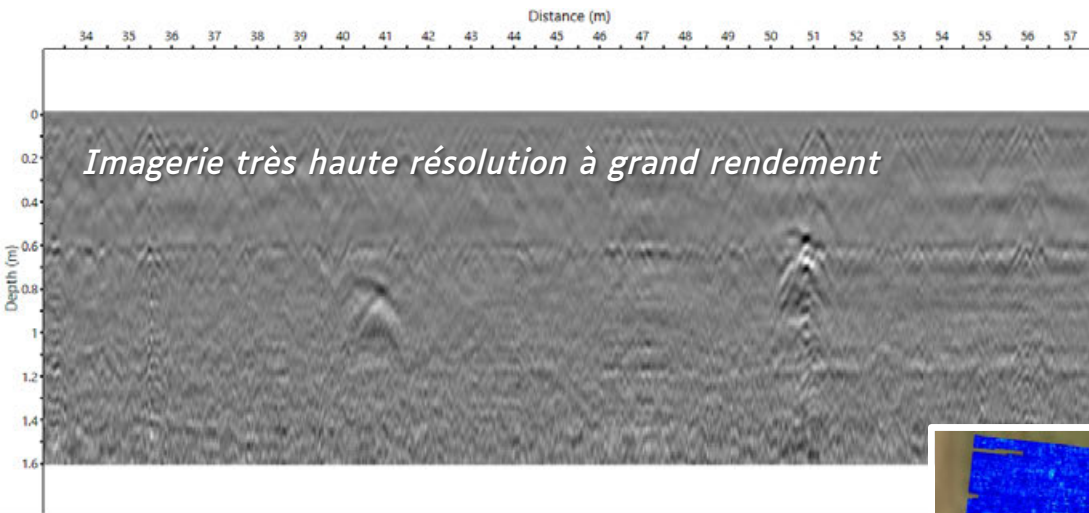 Distance (m)
34 35 36 37 38 39 40 41 42 43 44 45 46 47 48 49 50 51 52 53 54 55 56 57
0
Imagerie très haute résolution à grand rendement
0.2
0.4
0.6
Depth (m)
0.8
1
1.2
1.4
1.6